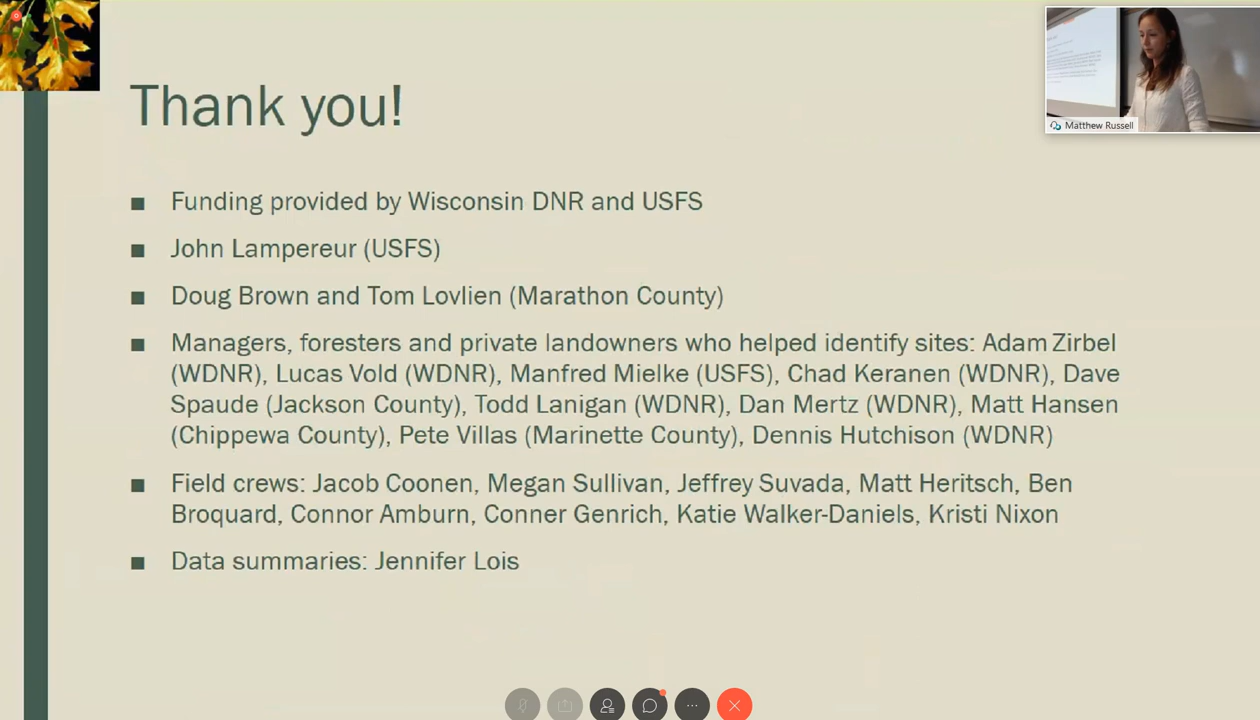 Thank you!
Matthew Russell
■ Funding provided by Wisconsin DNR and USFS
■ John Lampereur (USFS)
■ Doug Brown and Tom Lovlien (Marathon County)
■ Managers, foresters and private landowners who helped identify sites: Adam Zirbel
(WDNR), Lucas Vold (WDNR), Manfred Mielke (USFS), Chad Keranen (WDNR), Dave
Spaude (Jackson County), Todd Lanigan (WDNR), Dan Mertz (WDNR), Matt Hansen
(Chippewa County), Pete Villas (Marinette County), Dennis Hutchison (WDNR)
■ Field crews: Jacob Coonen, Megan Sullivan, Jeffrey Suvada, Matt Heritsch, Ben
Broquard, Connor Amburn, Conner Genrich, Katie Walker-Daniels, Kristi Nixon
■ Data summaries: Jennifer Lois